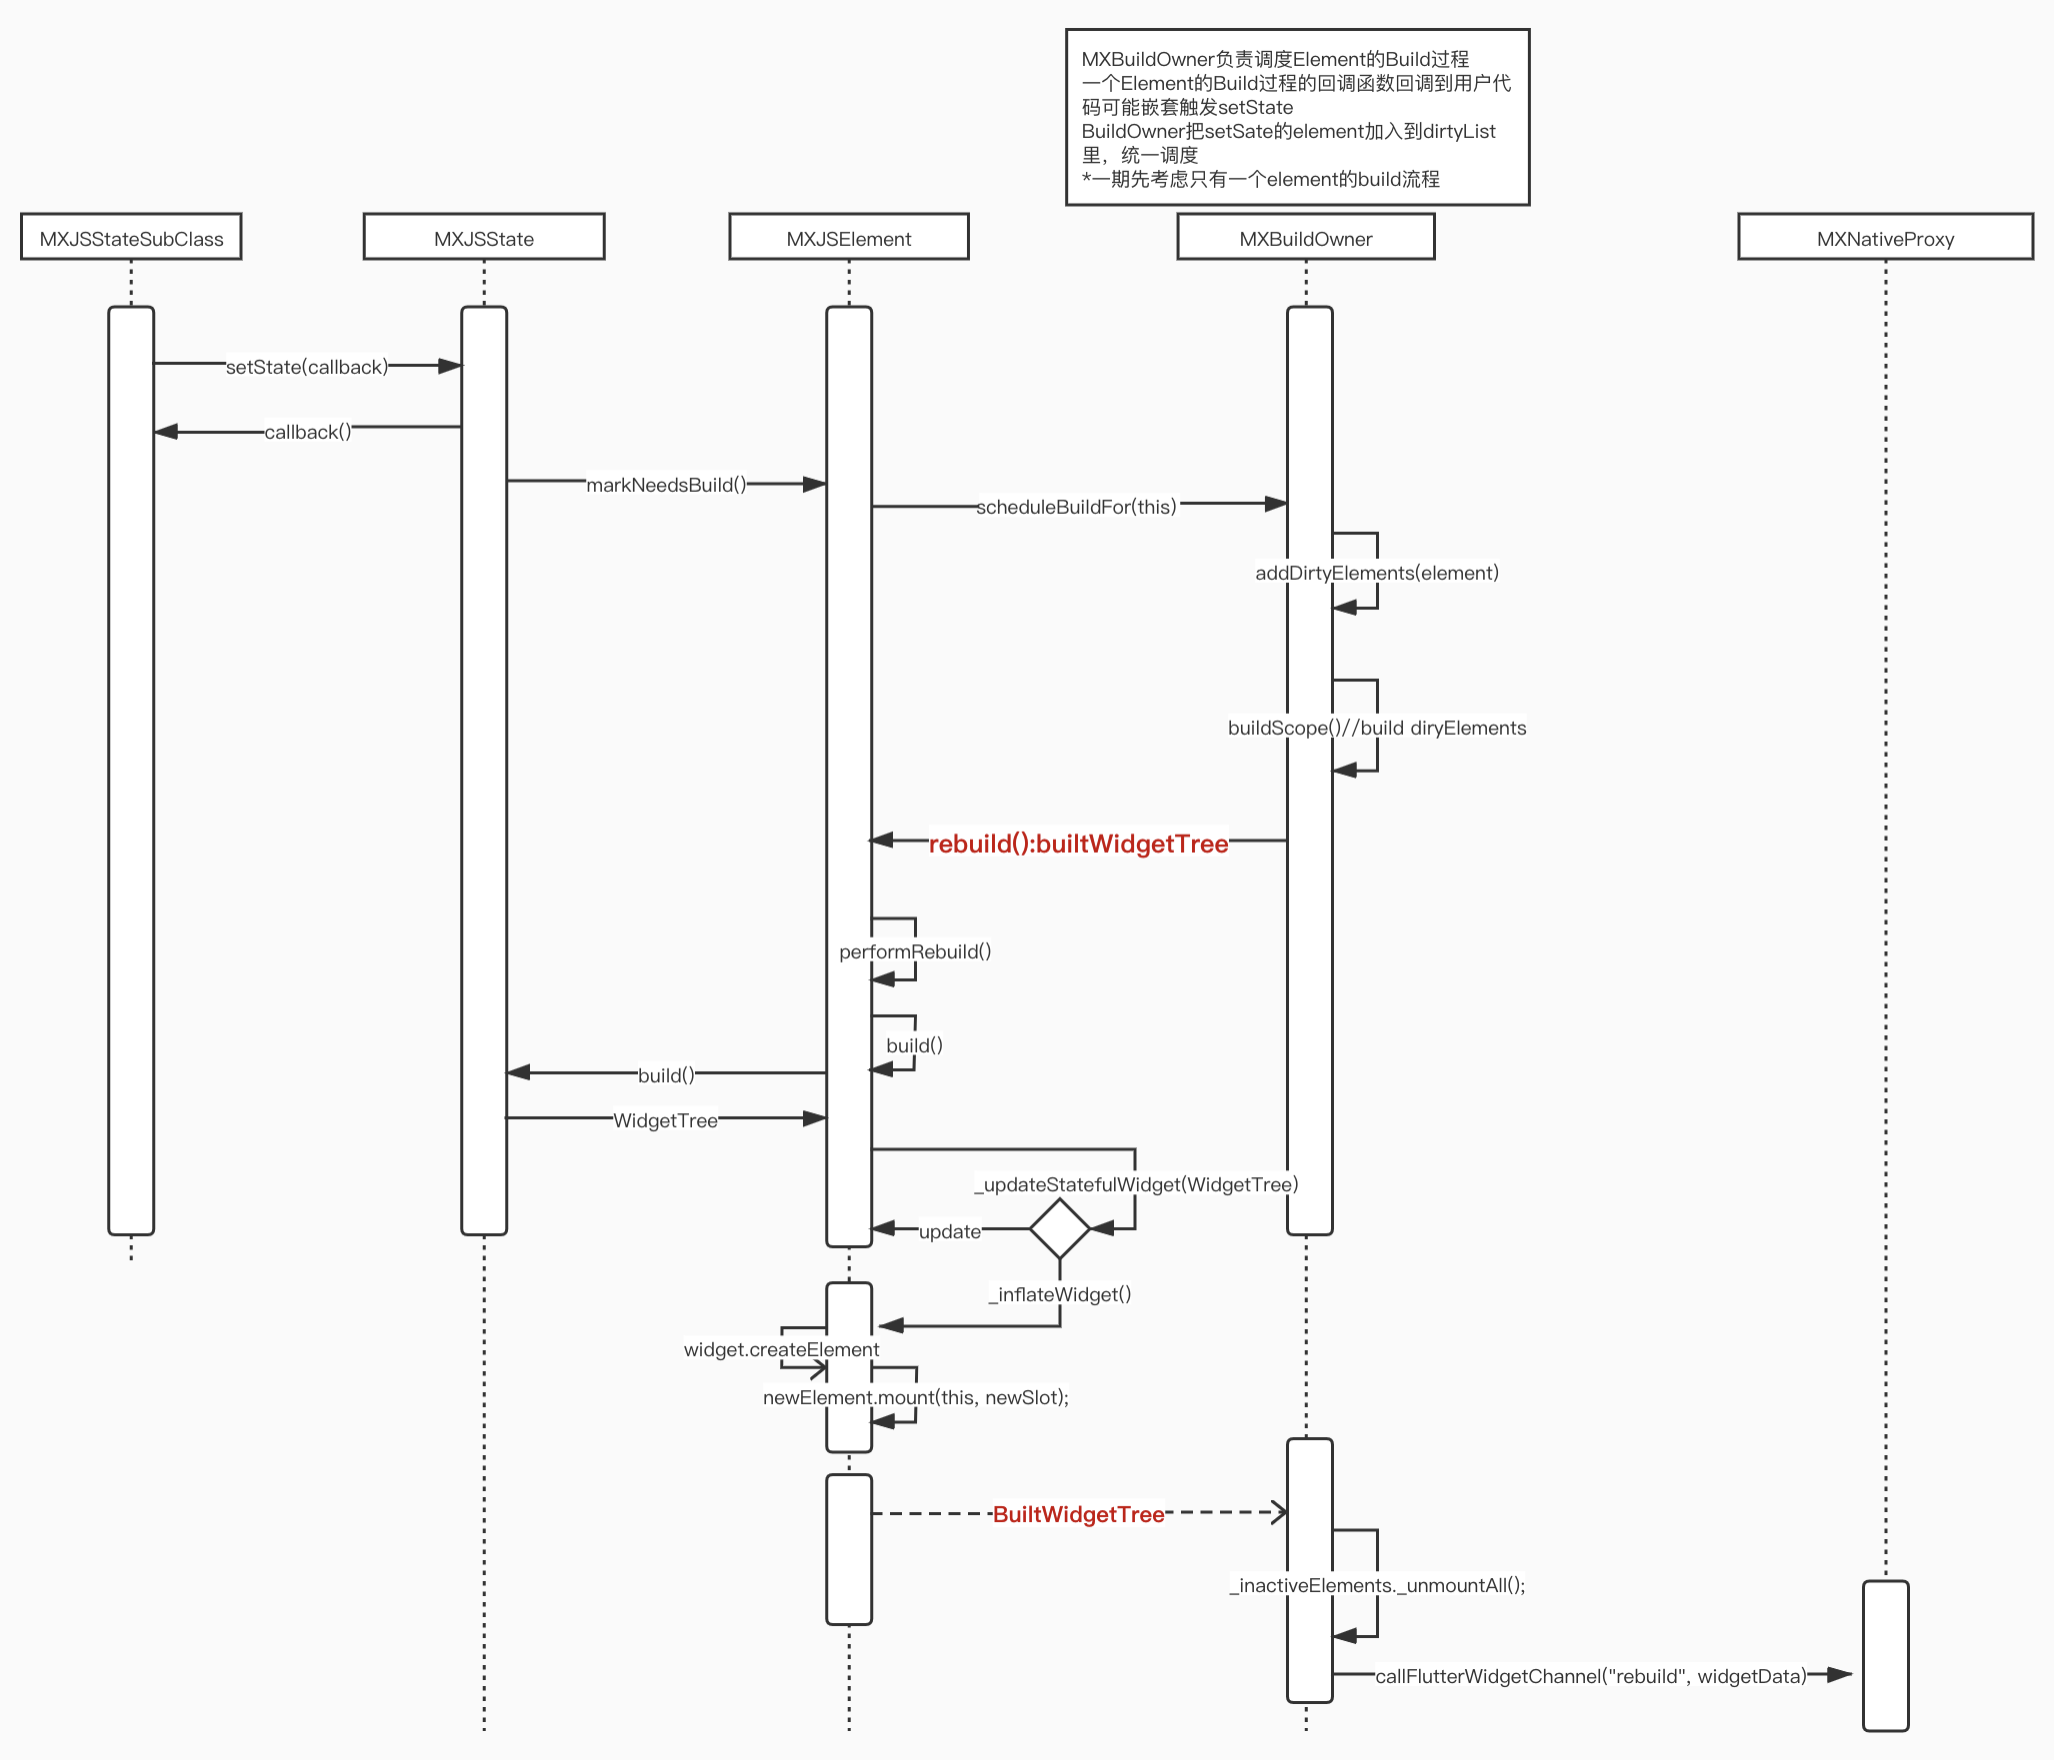 MXBuildOwner负责调度Element的Build过程
一个Element的Build过程的回调函数回调到用户代
码可能嵌套触发setState
BuildOwner把setSate的element加入到dirtyList
里，统一调度
*一期先考虑只有一个element的build流程
MXJSStateSubClass
MXJSState
MXJSElement
MXBuildOwner
MXNativeProxy
setState(callback)
callback()
markNeedsBuild()
scheduleBuildFor(this)
addDirtyElements(element)
buildScope()//build diryElements
rebuild():builtWidgetTree
performRebuild()
build()
build()
WidgetTree
_updateStatefulWidget(WidgetTree)
update
_inflateWidget()
widget.createElement
newElement.mount(this, newSlot);
BuiltWidgetTree
_inactiveElements._unmountAll();
callFlutterWidgetChannel("rebuild", widgetData)